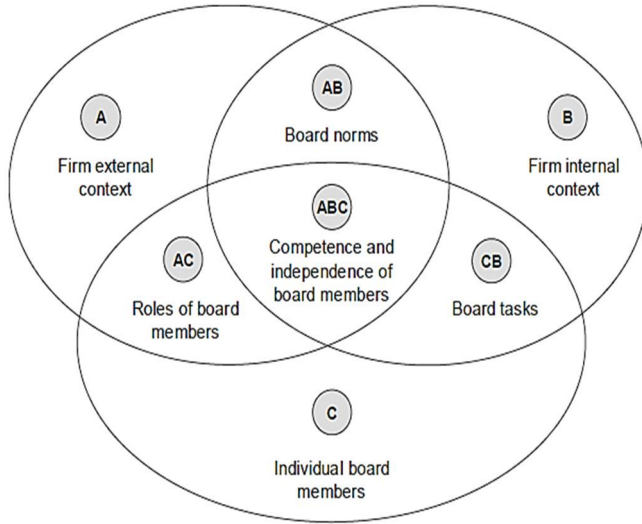 AB
A
B
Board norms
Firm external
context
Firm internal
context
ABC
AC
CB
Competence and
independence of
board members
Roles of board
members
Board tasks
C
Individual board
members